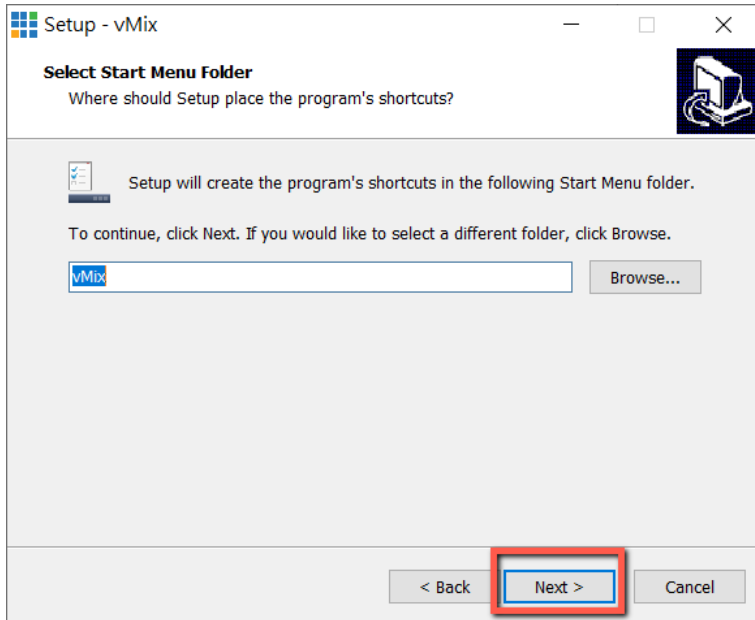 Setup - vMix
Select Start Menu Folder
Where should Setup place the program's shortcuts?
Setup will create the program's shortcuts in the following Start Menu folder.
To continue, click Next. If you would like to select a different folder, click Browse.
vMix
Browse...
< Back
Next >
Cancel